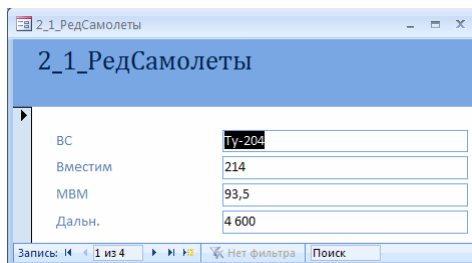 2_1_РедСамолеты
2_1_РедСамолеты
ВС Ту-204
Вместим 214
МВМ 93,5
Дальн. 4 600
Запись: 1 из 4 Нет фильтра Поиск